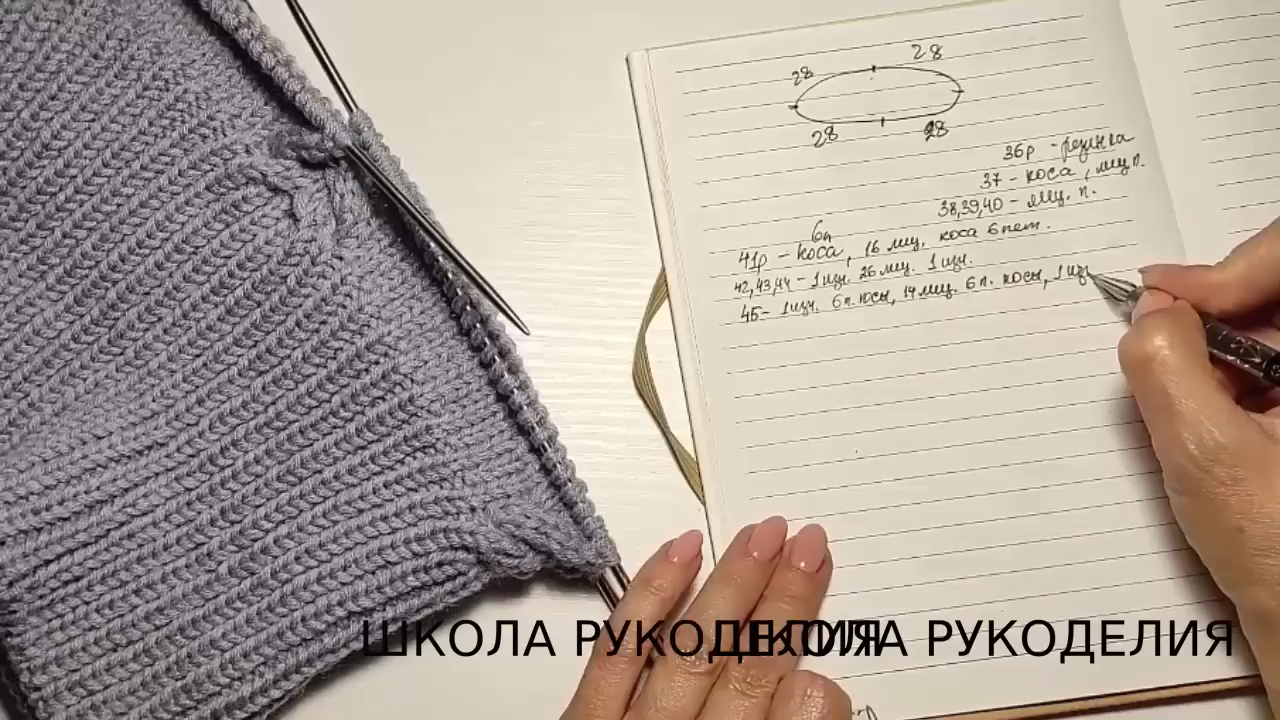 28 28
28 28
36р - резинка
37 - коса, лиц п.
38,39,40 - лиц. п.
6п
41р - коса, 16 лиц. коса 6 пет.
42,43,44 - 1 изн. 26 лиц. 1 изн.
45 - 1 изн. 6 п. косы, 14 лиц. 6 п. косы, 1 из
ШКОЛА РУКОДЕЛИЯ
ШКОЛА РУКОДЕЛИЯ